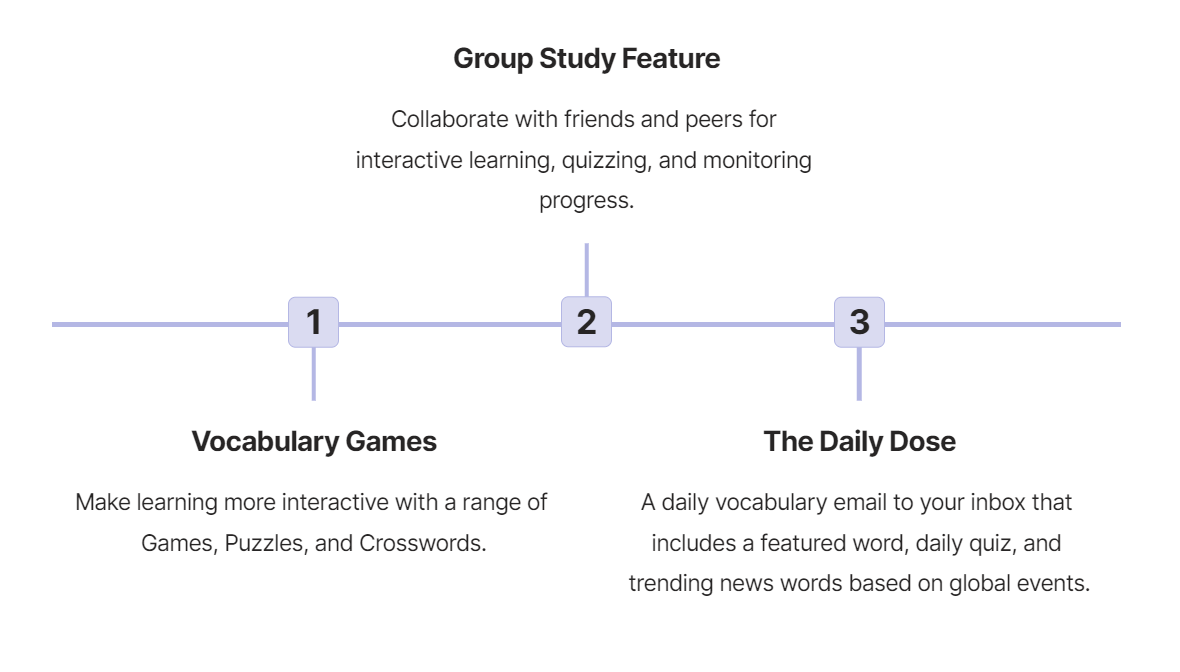 Group Study Feature
Collaborate with friends and peers for
interactive learning, quizzing, and monitoring
progress.
1
2
3
Vocabulary Games
Make learning more interactive with a range of
Games, Puzzles, and Crosswords.
The Daily Dose
A daily vocabulary email to your inbox that
includes a featured word, daily quiz, and
trending news words based on global events.